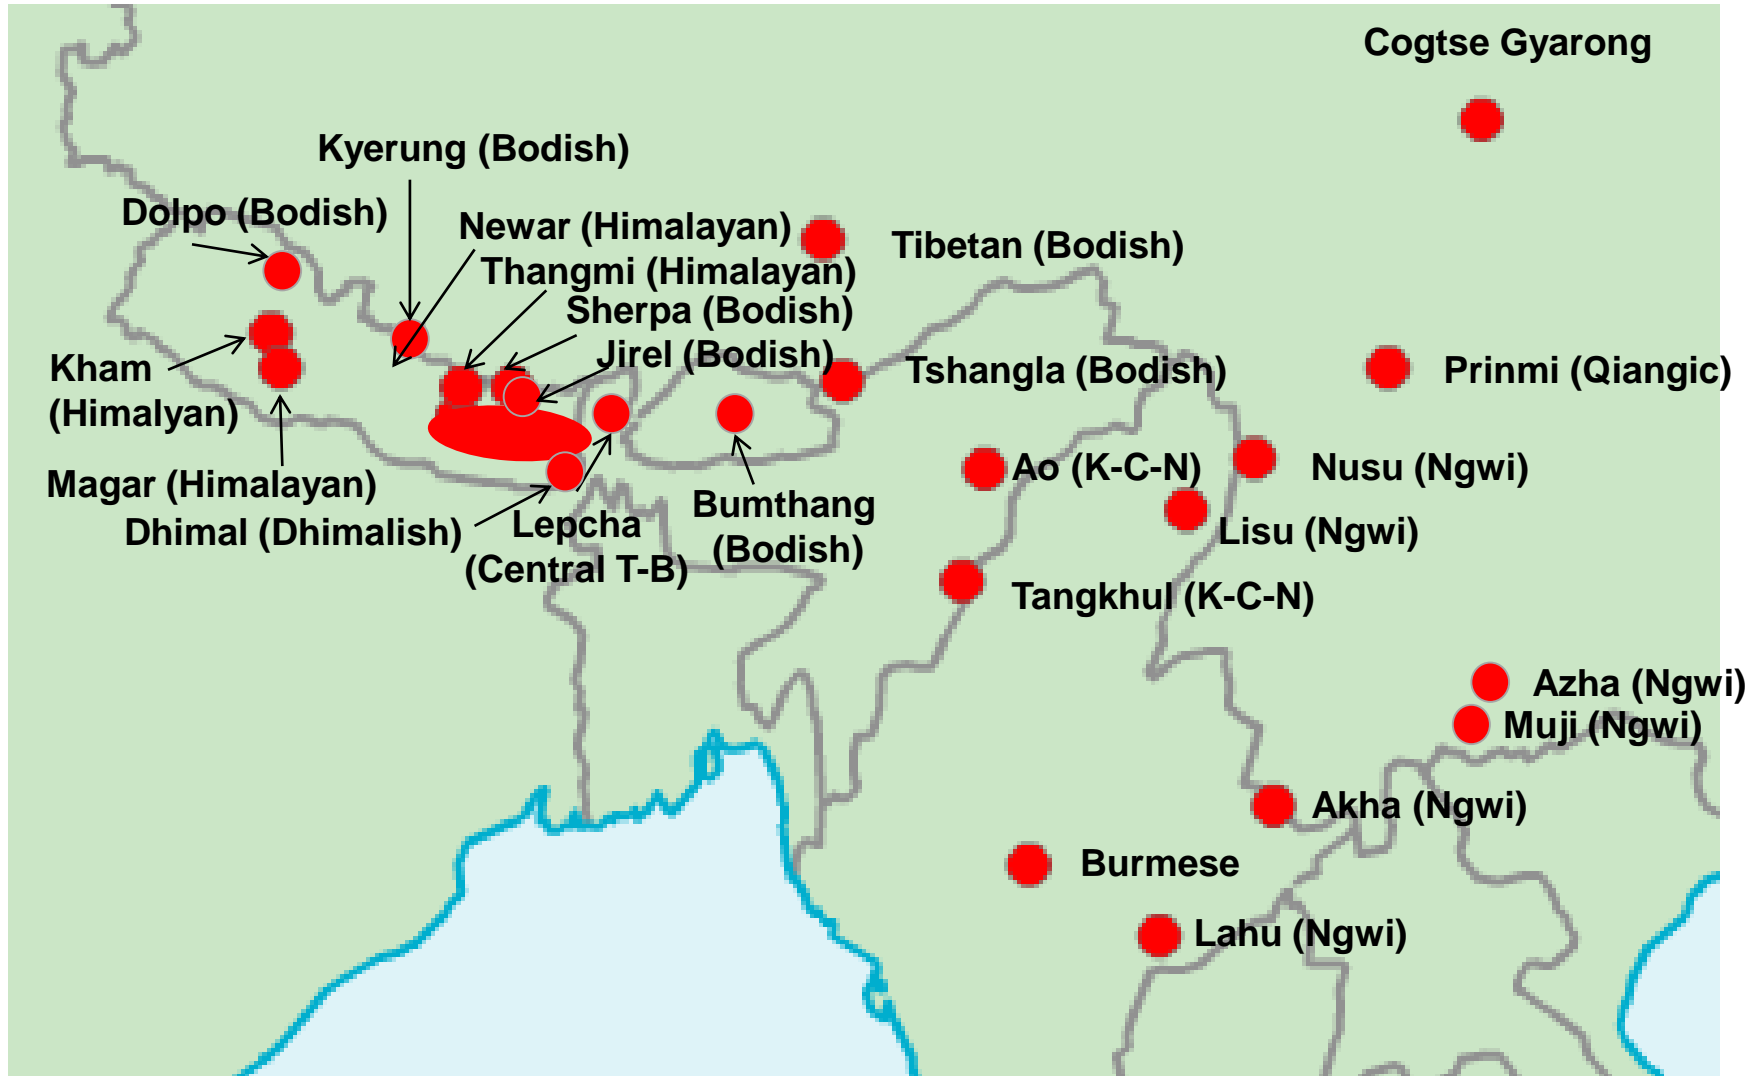 Cogtse Gyarong
Kyerung (Bodish)
Dolpo (Bodish)
Newar (Himalayan)
Tibetan (Bodish)
Thangmi (Himalayan)
Sherpa (Bodish)
Jirel (Bodish)
Kham
(Himalyan)
Tshangla (Bodish)
Prinmi (Qiangic)
Magar (Himalayan)
Ao (K-C-N)
Nusu (Ngwi)
Dhimal (Dhimalish)
Lepcha
(Central T-B)
Bumthang
(Bodish)
Lisu (Ngwi)
Tangkhul (K-C-N)
Azha (Ngwi)
Muji (Ngwi)
Akha (Ngwi)
Burmese
Lahu (Ngwi)